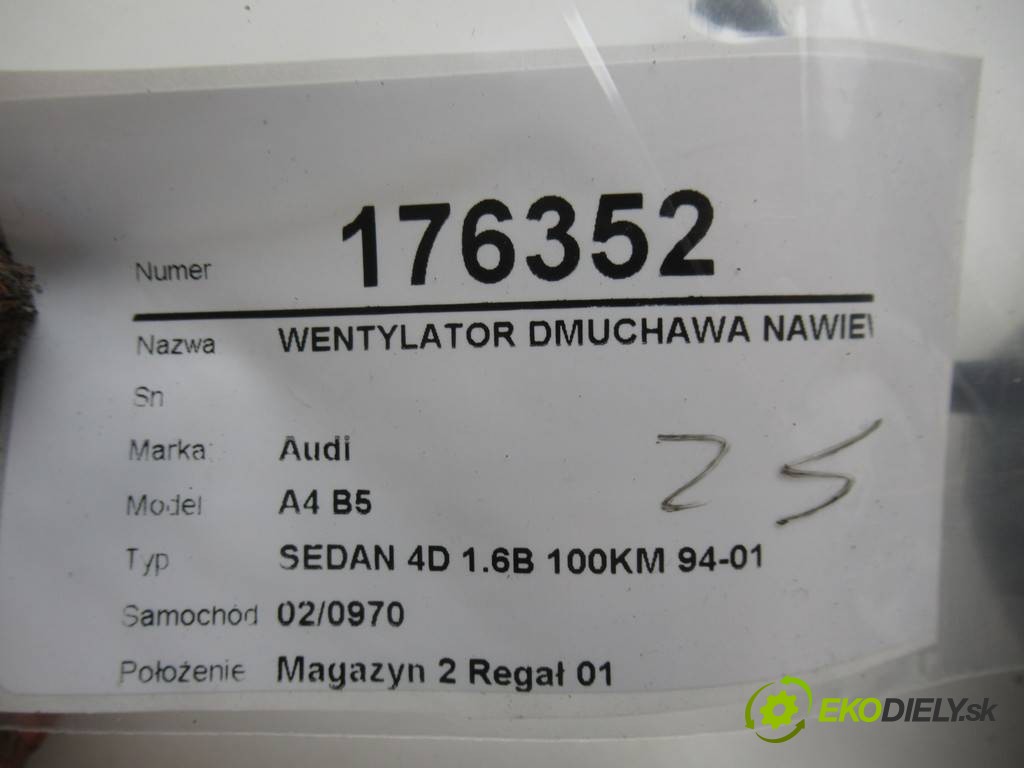 Numer 176352
Nazwa WENTYLATOR DMUCHAWA
Sn
Marka: Audi
Model A4 B5
25
Typ SEDAN 4D 1.6B 100KM 94-01
Samochód 02/0970
Położenie Magazyn 2 Regał 01
EKODIELY.sk